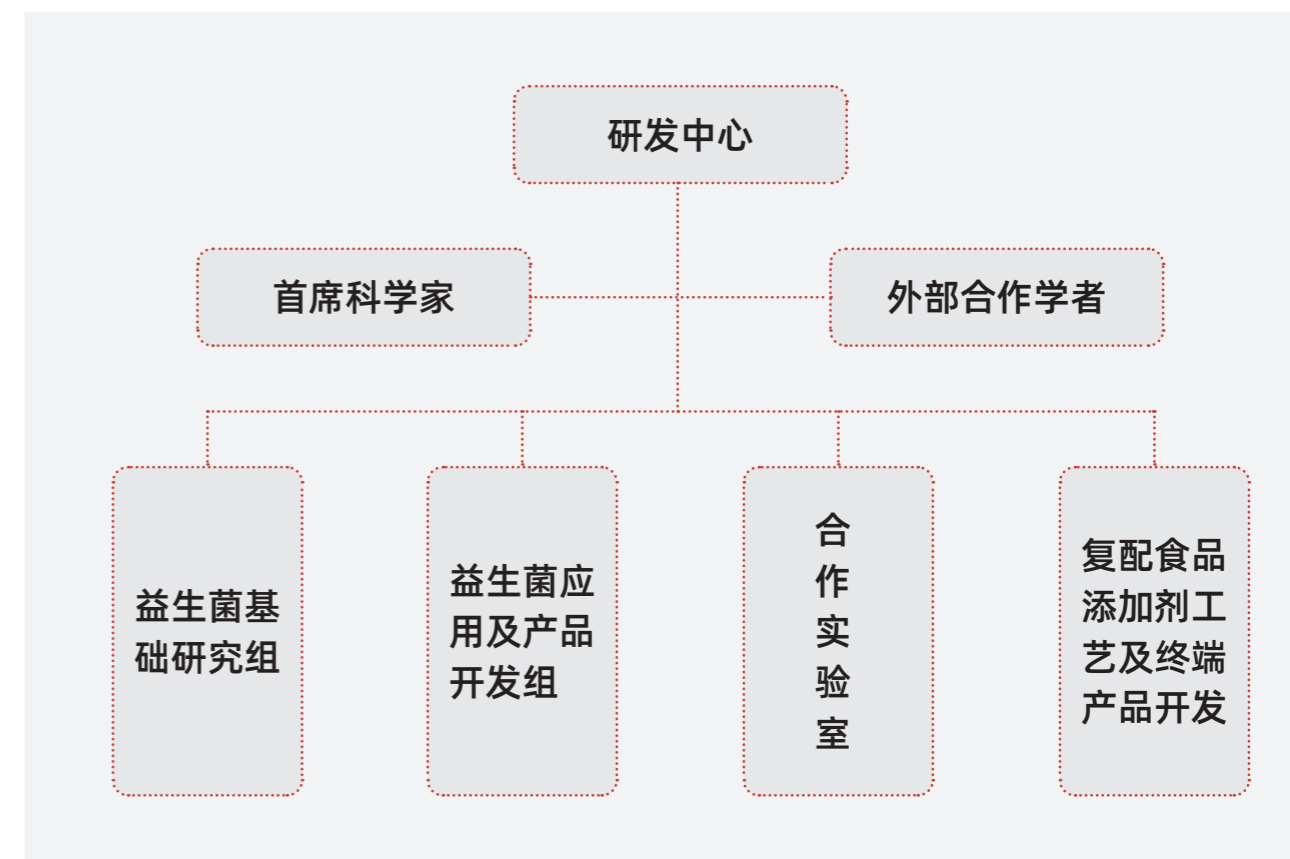 研发中心
首席科学家
外部合作学者
益生菌基
础研究组
益生菌应
用及产品
开发组
合
作
实
验
室
复配食品
添加剂工
艺及终端
产品开发